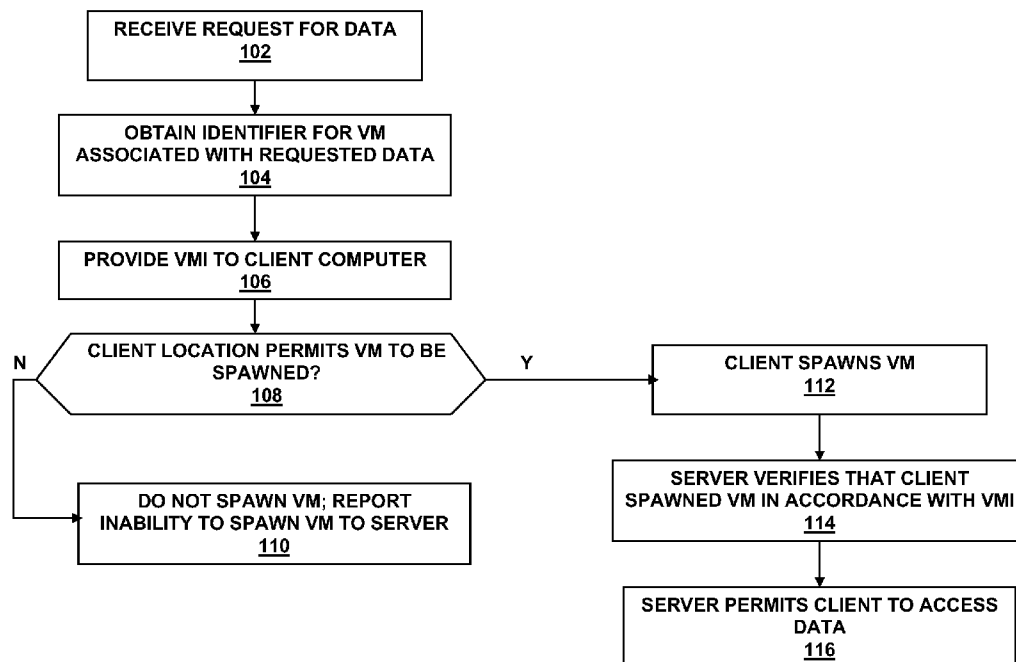 RECEIVE REQUEST FOR DATA
102
OBTAIN IDENTIFIER FOR VM
ASSOCIATED WITH REQUESTED DATA
104
PROVIDE VMI TO CLIENT COMPUTER
106
N
CLIENT LOCATION PERMITS VM TO BE
SPAWNED?
108
Y
DO NOT SPAWN VM; REPORT
INABILITY TO SPAWN VM TO SERVER
110
CLIENT SPAWNS VM
112
SERVER VERIFIES THAT CLIENT
SPAWNED VM IN ACCORDANCE WITH VMI
114
SERVER PERMITS CLIENT TO ACCESS
DATA
116